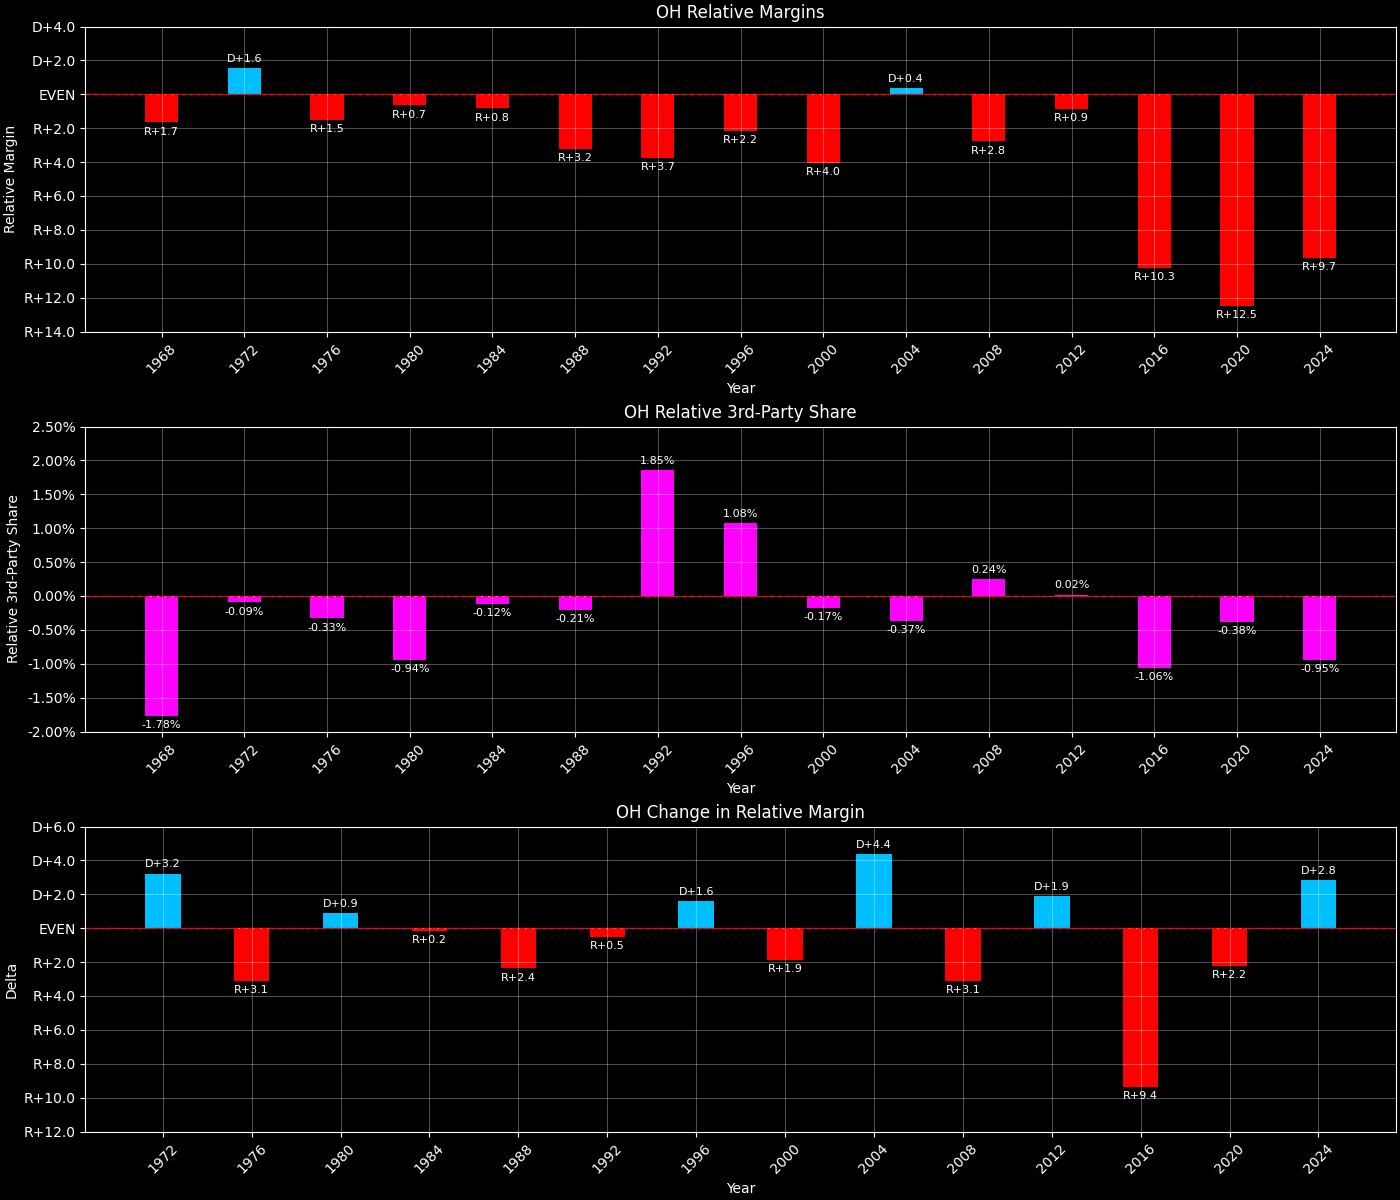 OH Relative Margins
Relative Margin
D+4.0
D+2.0
EVEN
R+2.0
R+4.0
R+6.0
R+8.0
R+10.0
R+12.0
R+14.0
R+1.7
D+1.6
R+1.5
R+0.7
R+0.8
R+3.2
R+3.7
R+2.2
R+4.0
D+0.4
R+2.8
R+0.9
R+10.3
R+12.5
R+9.7
1968 1972 1976 1980 1984 1988 1992 1996 2000 2004 2008 2012 2016 2020 2024
Year
OH Relative 3rd-Party Share
Relative 3rd-Party Share
2.50%
2.00%
1.50%
1.00%
0.50%
0.00%
-0.50%
-1.00%
-1.50%
-2.00%
-1.78%
-0.09%
-0.33%
-0.94%
-0.12%
-0.21%
1.85%
1.08%
-0.17%
-0.37%
0.24%
0.02%
-1.06%
-0.38%
-0.95%
1968 1972 1976 1980 1984 1988 1992 1996 2000 2004 2008 2012 2016 2020 2024
Year
OH Change in Relative Margin
Delta
D+6.0
D+4.0
D+2.0
EVEN
R+2.0
R+4.0
R+6.0
R+8.0
R+10.0
R+12.0
D+3.2
R+3.1
D+0.9
R+0.2
R+2.4
R+0.5
D+1.6
R+1.9
D+4.4
R+3.1
D+1.9
R+9.4
R+2.2
D+2.8
1972 1976 1980 1984 1988 1992 1996 2000 2004 2008 2012 2016 2020 2024
Year